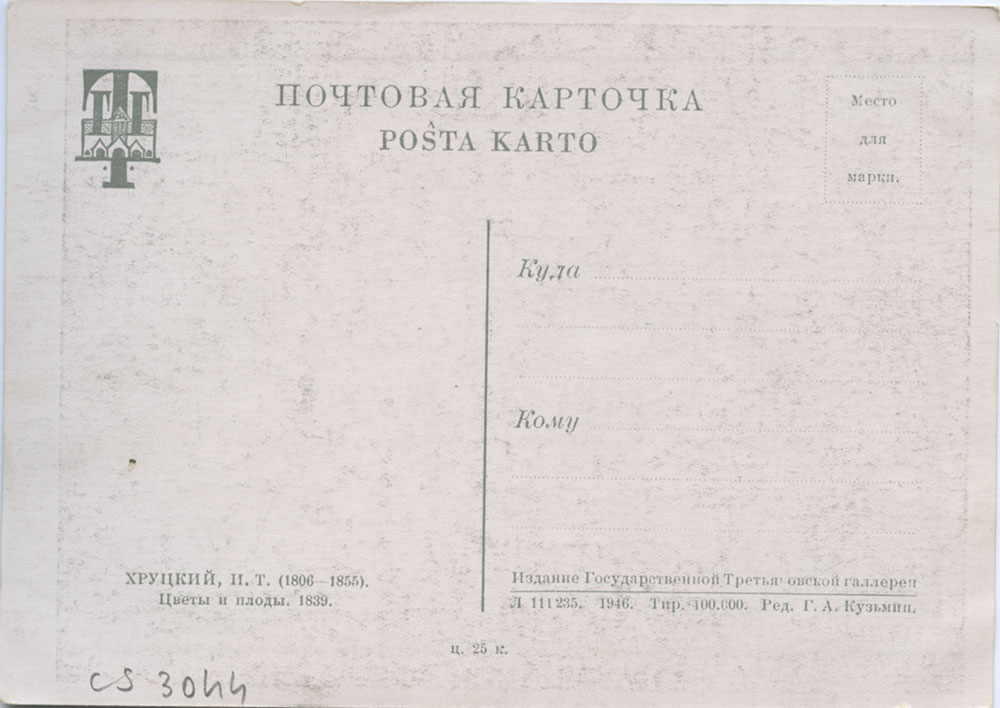 ПОЧТОВАЯ КАРТОЧКА
POŜTA KARTO
Место
для
марки.
Куда
Кому
ХРУЦКИЙ, И. Т. (1806—1855).
Цветы и плоды. 1839.
Издание Государственной Третьяковской галлереи
Л 111235. 1946. Тир. 100.000. Ред. Г. А. Кузьмин.
ц. 25 к.
CS 3044